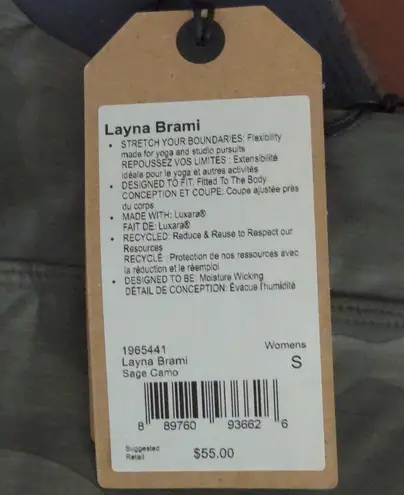 Layna Brami
• STRETCH YOUR BOUNDARIES: Flexibility
made for yoga and studio pursuits
REPOUSSEZ VOS LIMITES : Extensibilité
idéale pour le yoga et autres activités
• DESIGNED TO FIT: Fitted To The Body
CONCEPTION ET COUPE: Coupe ajustée près
du corps
• MADE WITH: Luxara®
FAIT DE: Luxara®
• RECYCLED: Reduce & Reuse to Respect our
Resources
RECYCLÉ : Protection de nos ressources avec
la réduction et le réemploi
• DESIGNED TO BE: Moisture Wicking
DÉTAIL DE CONCEPTION: Évacue l'humidité
1965441 Womens
Layna Brami S
Sage Camo
8 89760 93662 6
Suggested
Retail $55.00